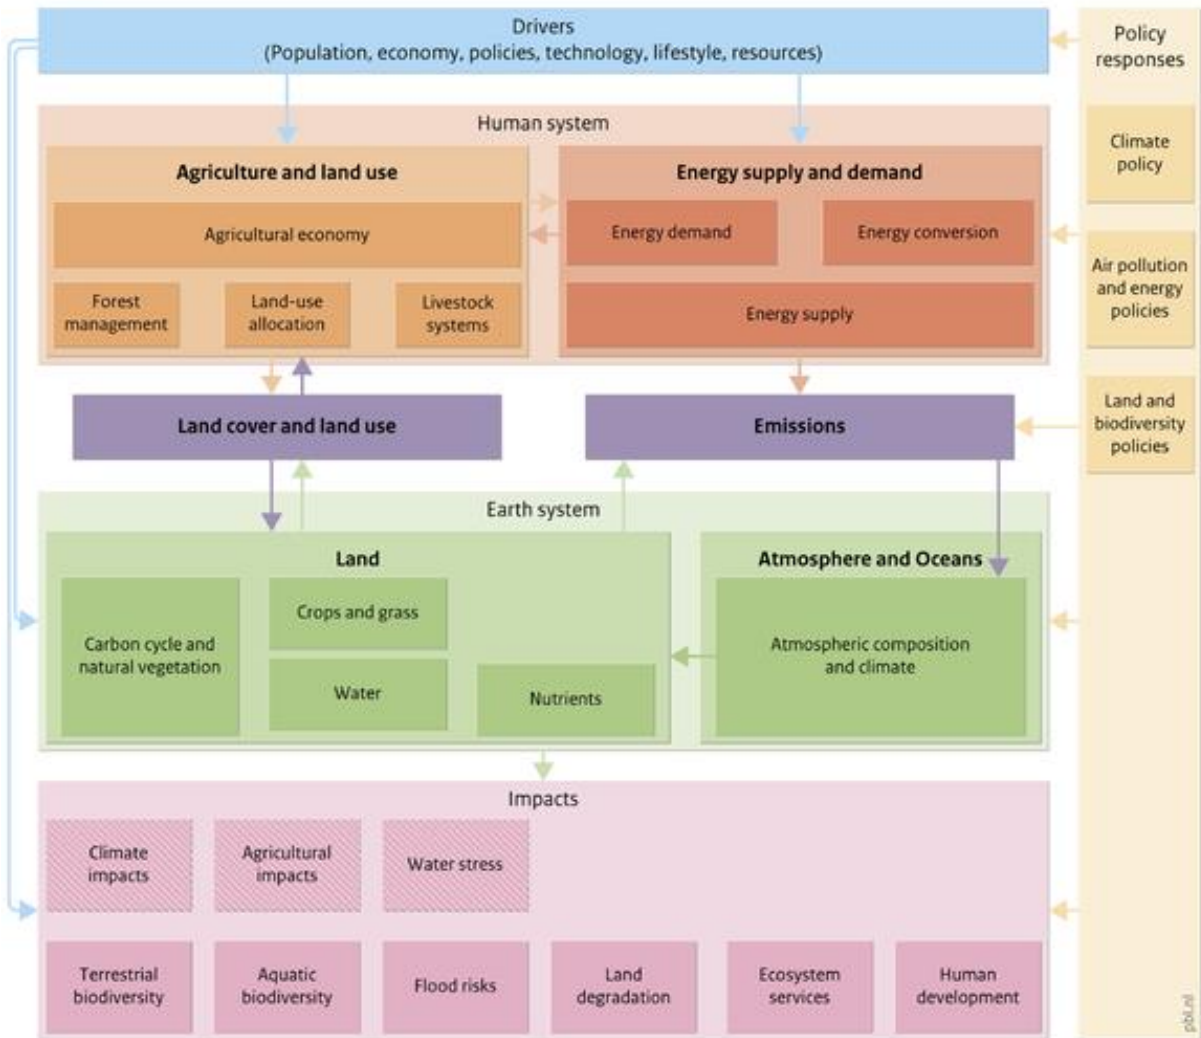 Drivers
(Population, economy, policies, technology, lifestyle, resources)
Policy
responses
Human system
Agriculture and land use
Energy supply and demand
Climate
policy
Agricultural economy
Energy demand
Energy conversion
Air pollution
and energy
policies
Forest
management
Land-use
allocation
Livestock
systems
Energy supply
Land cover and land use
Emissions
Land and
biodiversity
policies
Earth system
Land
Atmosphere and Oceans
Carbon cycle and
natural vegetation
Crops and grass
Water
Nutrients
Atmospheric composition
and climate
Impacts
Climate
impacts
Agricultural
impacts
Water stress
Terrestrial
biodiversity
Aquatic
biodiversity
Flood risks
Land
degradation
Ecosystem
services
Human
development
pbl.nl